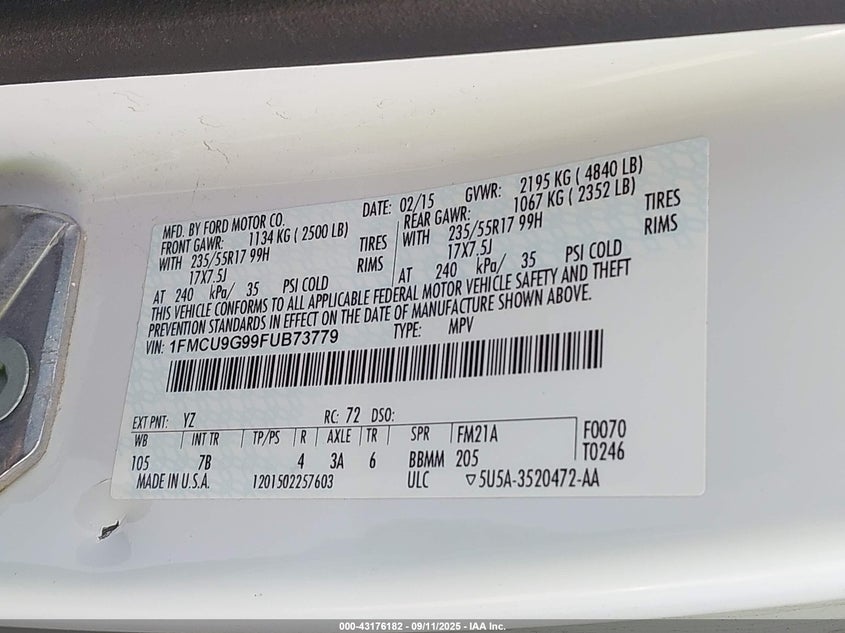 MFD. BY FORD MOTOR CO. DATE: 02/15 GVWR: 2195 KG ( 4840 LB)
FRONT GAWR: 1134 KG ( 2500 LB) REAR GAWR: 1067 KG ( 2352 LB)
WITH 235/55R17 99H TIRES WITH 235/55R17 99H TIRES
17X7.5J RIMS 17X7.5J RIMS
AT 240 kPa/ 35 PSI COLD AT 240 kPa/ 35 PSI COLD
THIS VEHICLE CONFORMS TO ALL APPLICABLE FEDERAL MOTOR VEHICLE SAFETY AND THEFT
PREVENTION STANDARDS IN EFFECT ON THE DATE OF MANUFACTURE SHOWN ABOVE.
VIN: 1FMCU9G99FUB73779 TYPE: MPV
EXT PNT: YZ RC: 72 DSO:
WB INT TR TP/PS R AXLE TR SPR FM21A F0070
105 7B 4 3A 6 BBMM 205 T0246
MADE IN U.S.A. 1201502257603 ULC ▽5U5A-3520472-AA
000-43176182 - 09/11/2025 - IAA Inc.